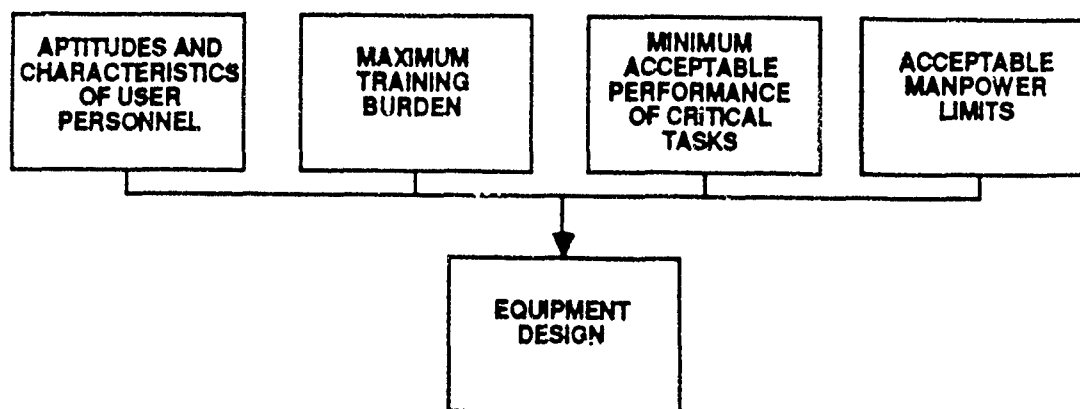 APTITUDES AND
CHARACTERISTICS
OF USER
PERSONNEL
MAXIMUM
TRAINING
BURDEN
MINIMUM
ACCEPTABLE
PERFORMANCE
OF CRITICAL
TASKS
ACCEPTABLE
MANPOWER
LIMITS
EQUIPMENT
DESIGN